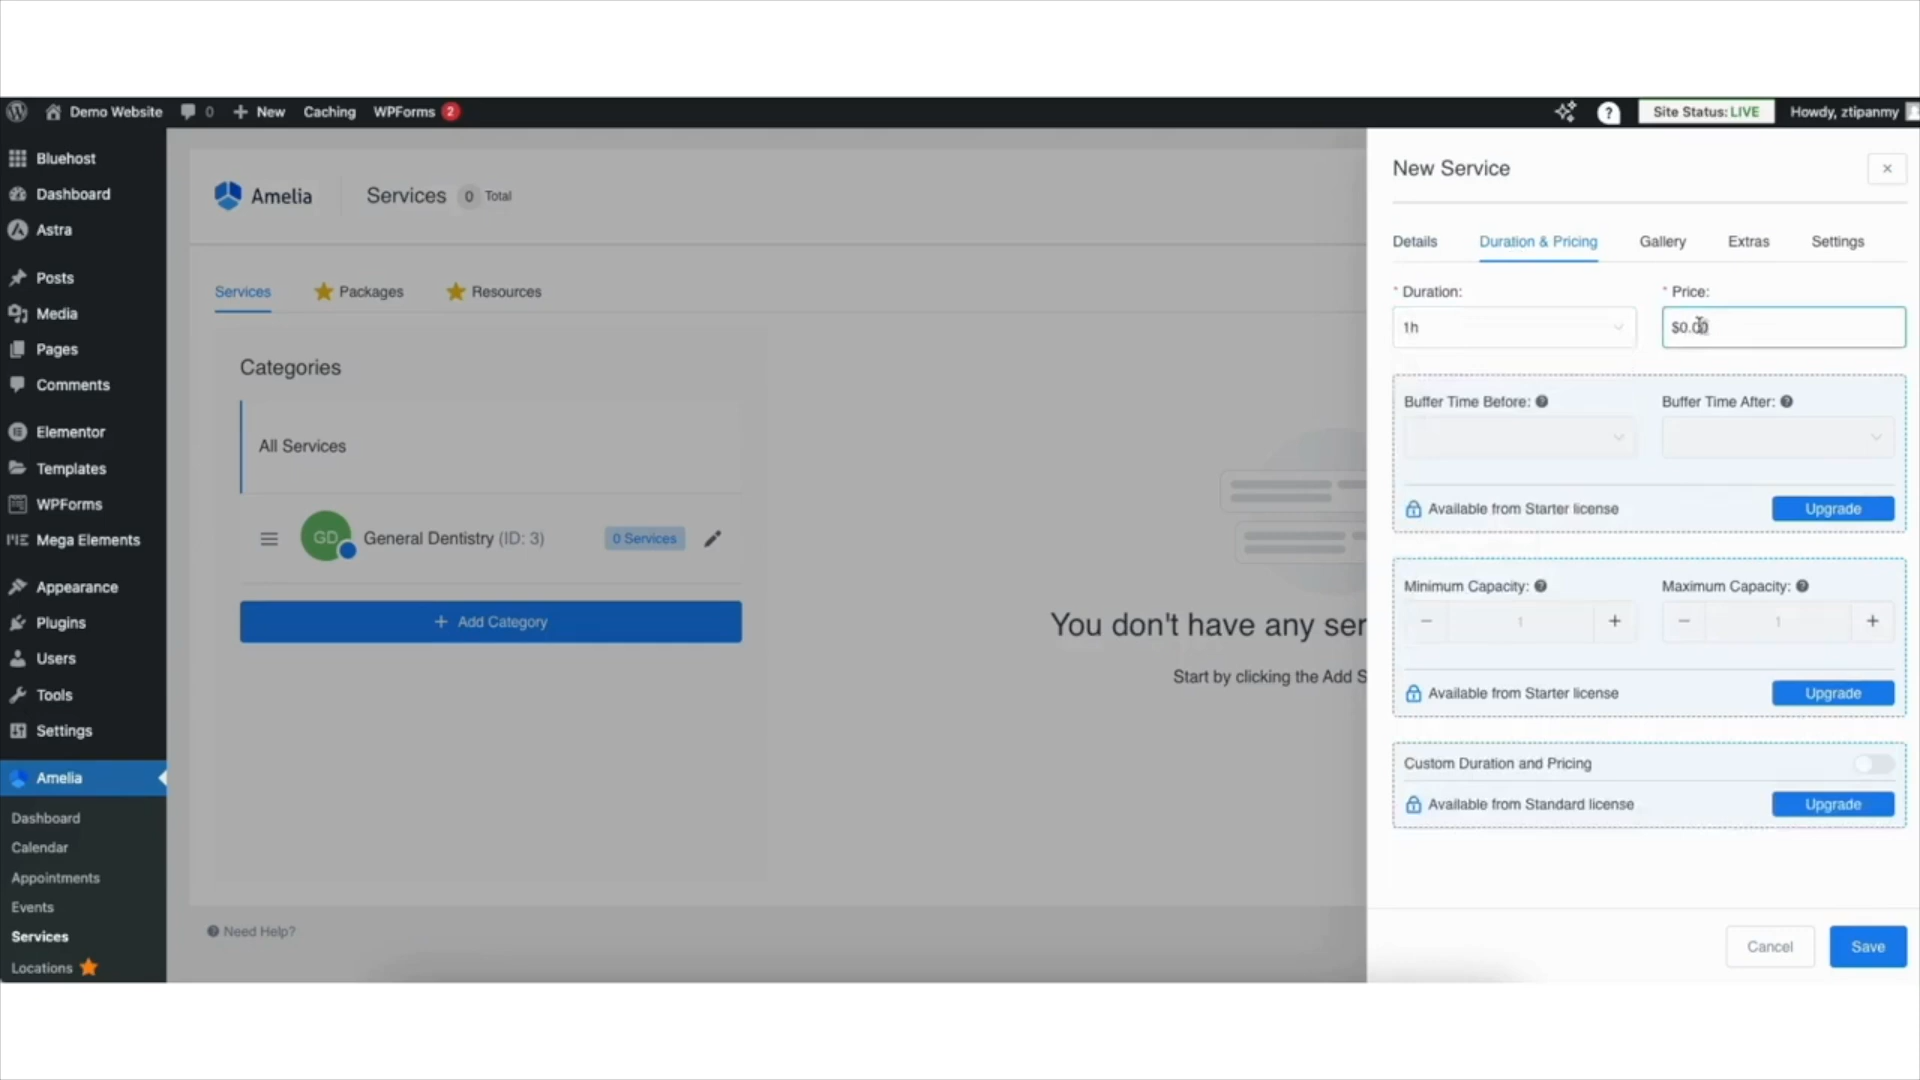 Demo Website 0 New Caching WPForms 2 ? Site Status: LIVE Howdy, ztipanmy
Bluehost
Dashboard
Astra
Posts
Media
Pages
Comments
Elementor
Templates
WPForms
Mega Elements
Appearance
Plugins
Users
Tools
Settings
Amelia
Dashboard
Calendar
Appointments
Events
Services
Locations
Amelia Services 0 Total
Services Packages Resources
Categories
All Services
GD General Dentistry (ID: 3) 0 Services
+ Add Category
You don't have any ser
Start by clicking the Add S
Need Help?
New Service ×
Details Duration & Pricing Gallery Extras Settings
* Duration: * Price:
1h $0.00
Buffer Time Before: Buffer Time After:
Available from Starter license Upgrade
Minimum Capacity: Maximum Capacity:
− 1 + − 1 +
Available from Starter license Upgrade
Custom Duration and Pricing
Available from Standard license Upgrade
Cancel Save